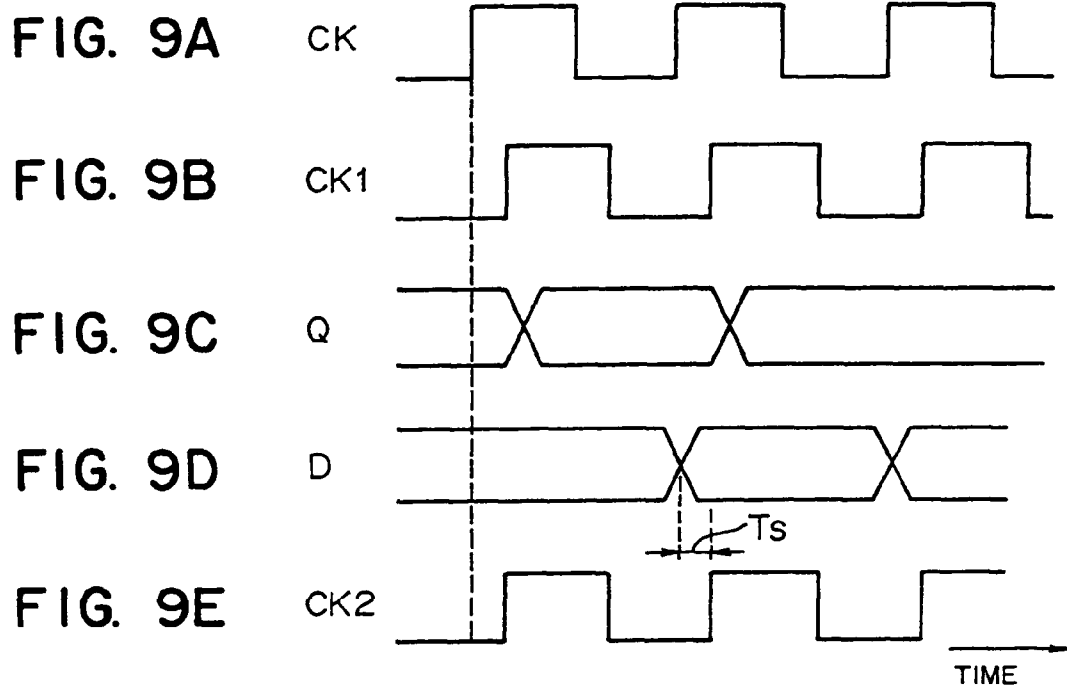 FIG. 9A CK
FIG. 9B CK1
FIG. 9C Q
FIG. 9D D
Ts
FIG. 9E CK2
TIME